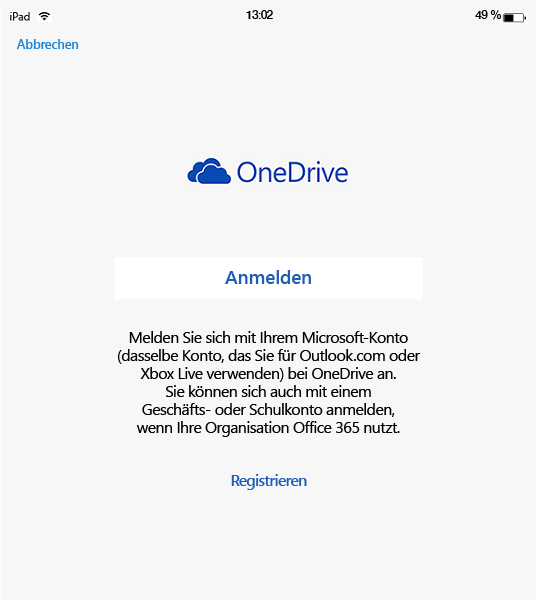 iPad 13:02 49 %
Abbrechen
OneDrive
Anmelden
Melden Sie sich mit Ihrem Microsoft-Konto
(dasselbe Konto, das Sie für Outlook.com oder
Xbox Live verwenden) bei OneDrive an.
Sie können sich auch mit einem
Geschäfts- oder Schulkonto anmelden,
wenn Ihre Organisation Office 365 nutzt.
Registrieren